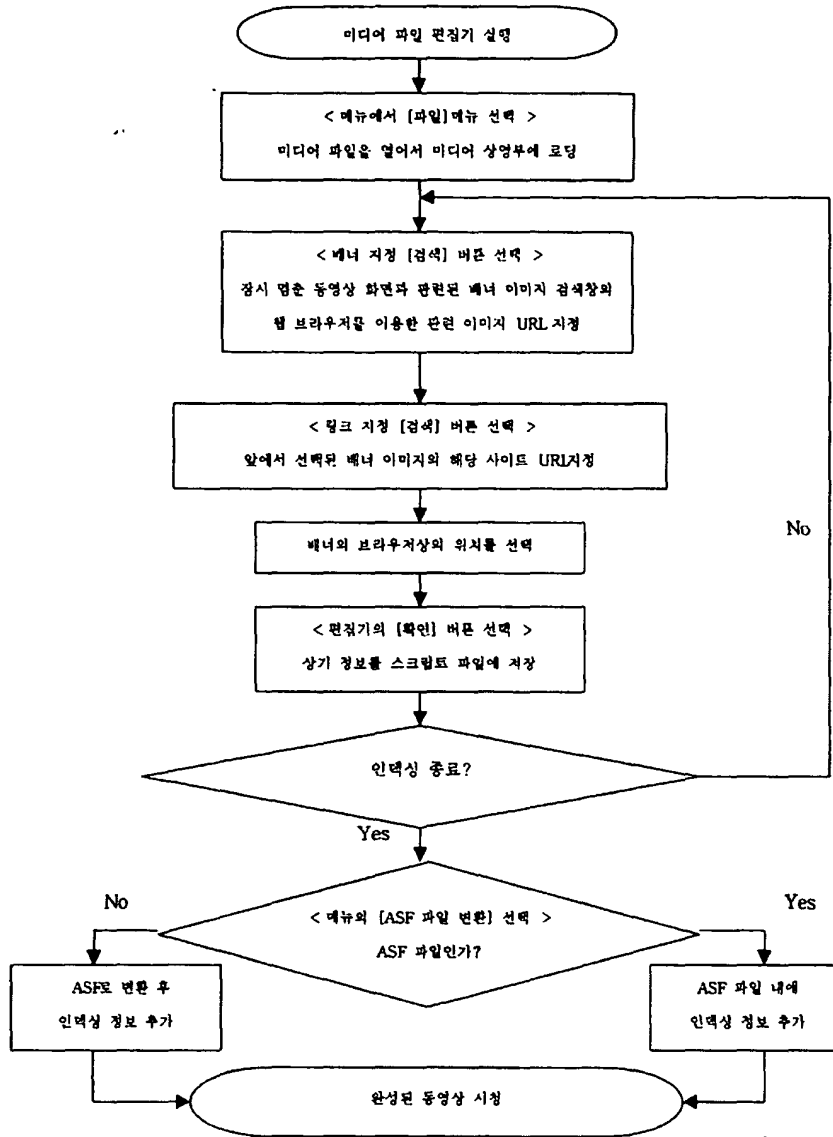 미디어 파일 편집기 실행
< 메뉴에서 [파일]메뉴 선택 >
미디어 파일을 열어서 미디어 상영부에 로딩
< 배너 지정 [검색] 버튼 선택 >
잠시 멈춘 동영상 화면과 관련된 배너 이미지 검색창의
웹 브라우저를 이용한 관련 이미지 URL 지정
< 링크 지정 [검색] 버튼 선택 >
앞에서 선택된 배너 이미지의 해당 사이트 URL지정
No
배너의 브라우저상의 위치를 선택
< 편집기의 [확인] 버튼 선택 >
상기 정보를 스크립트 파일에 저장
인덱싱 종료?
Yes
No
Yes
< 메뉴의 [ASF 파일 변환] 선택 >
ASF 파일인가?
ASF로 변환 후
인덱싱 정보 추가
ASF 파일 내에
인덱싱 정보 추가
완성된 동영상 시청